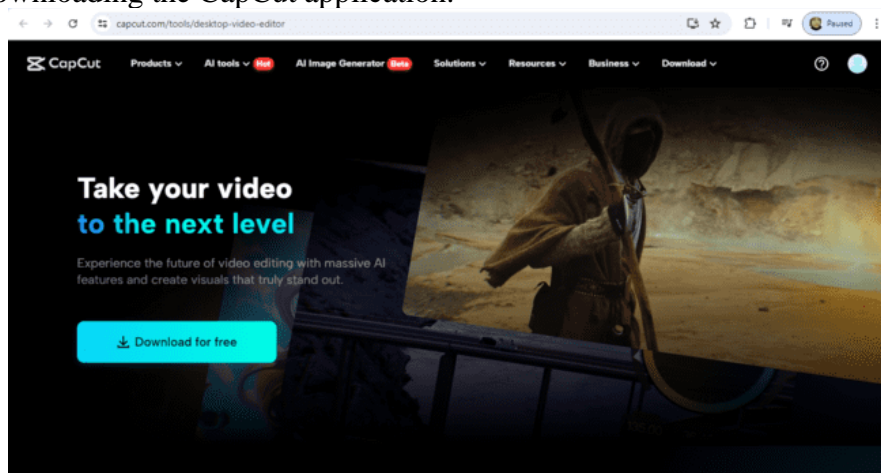 ownloading the CapCut application.
capcut.com/tools/desktop-video-editor
Paused
CapCut Products AI tools Hot AI Image Generator Beta Solutions Resources Business Download
Take your video
to the next level
Experience the future of video editing with massive AI
features and create visuals that truly stand out.
Download for free